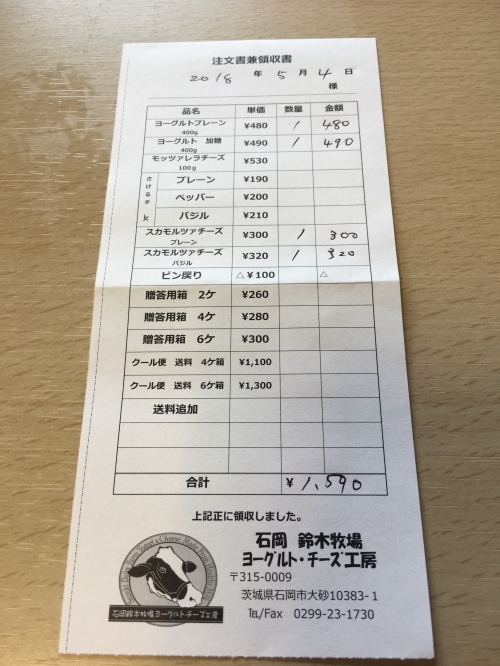 注文書兼領収書
2018 年 5 月 4 日
様
品名 単価 数量 金額
ヨーグルトプレーン 400g ¥480 1 480
ヨーグルト 加糖 400g ¥490 1 490
モッツァレラチーズ 100g ¥530
さけるチーズ
プレーン ¥190
ペッパー ¥200
バジル ¥210
スカモルツァチーズ プレーン ¥300 1 300
スカモルツァチーズ バジル ¥320 1 320
ビン戻り △¥100 △
贈答用箱 2ケ ¥260
贈答用箱 4ケ ¥280
贈答用箱 6ケ ¥300
クール便 送料 4ケ箱 ¥1,100
クール便 送料 6ケ箱 ¥1,300
送料追加
合計 ¥1,590
上記正に領収しました。
石岡 鈴木牧場
ヨーグルト・チーズ工房
〒315-0009
茨城県石岡市大砂10383-1
℡/Fax 0299-23-1730
石岡鈴木牧場ヨーグルト・チーズ工房